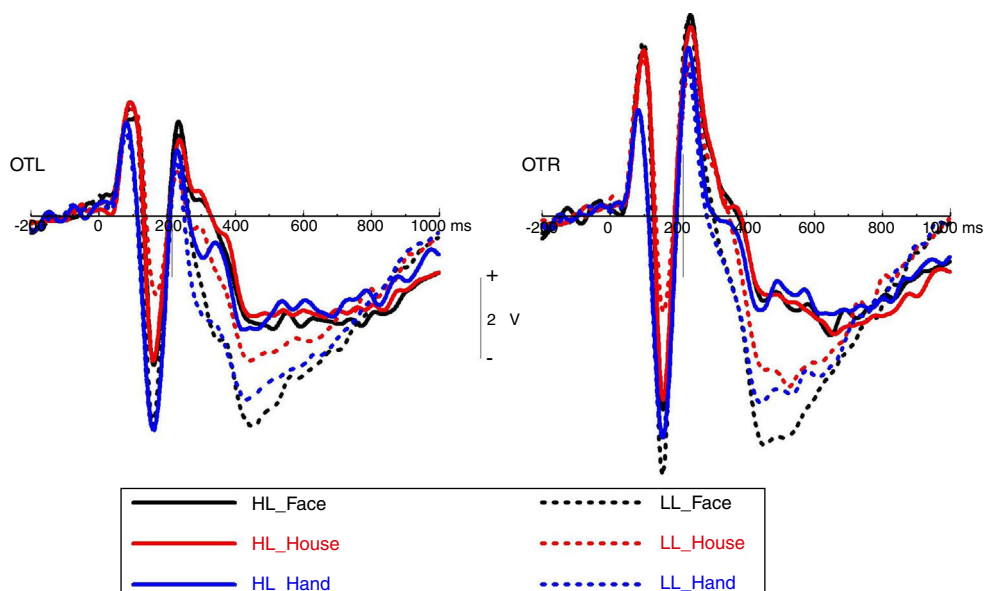 OTL
OTR
-200 0 200 400 600 800 1000 ms
-200 0 200 400 600 800 1000 ms
+
2 V
-
HL_Face LL_Face
HL_House LL_House
HL_Hand LL_Hand